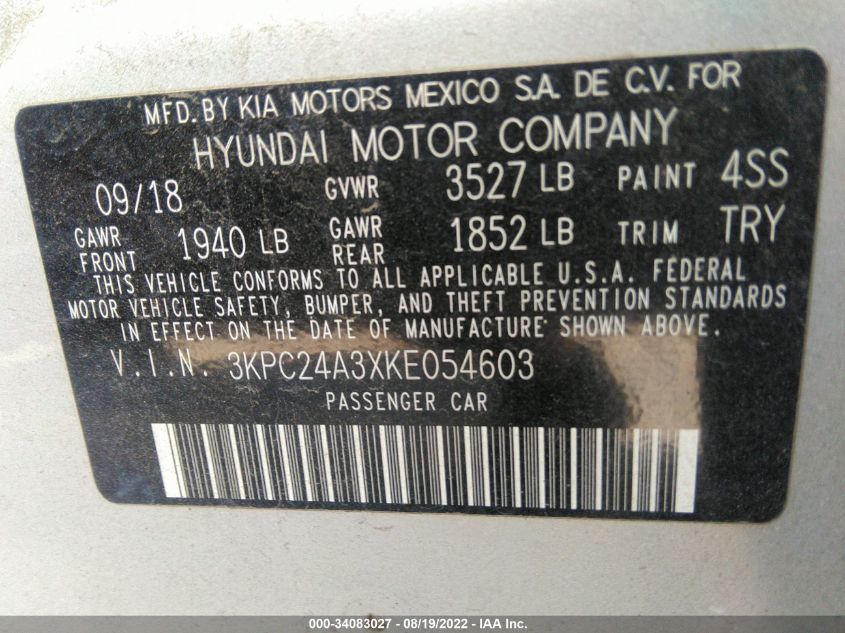 MFD. BY KIA MOTORS MEXICO S.A. DE C.V. FOR
HYUNDAI MOTOR COMPANY
09/18 GVWR 3527 LB PAINT 4SS
GAWR FRONT 1940 LB GAWR REAR 1852 LB TRIM TRY
THIS VEHICLE CONFORMS TO ALL APPLICABLE U.S.A. FEDERAL
MOTOR VEHICLE SAFETY, BUMPER, AND THEFT PREVENTION STANDARDS
IN EFFECT ON THE DATE OF MANUFACTURE SHOWN ABOVE.
V.I.N. 3KPC24A3XKE054603
PASSENGER CAR
000-34083027 - 08/19/2022 - IAA Inc.